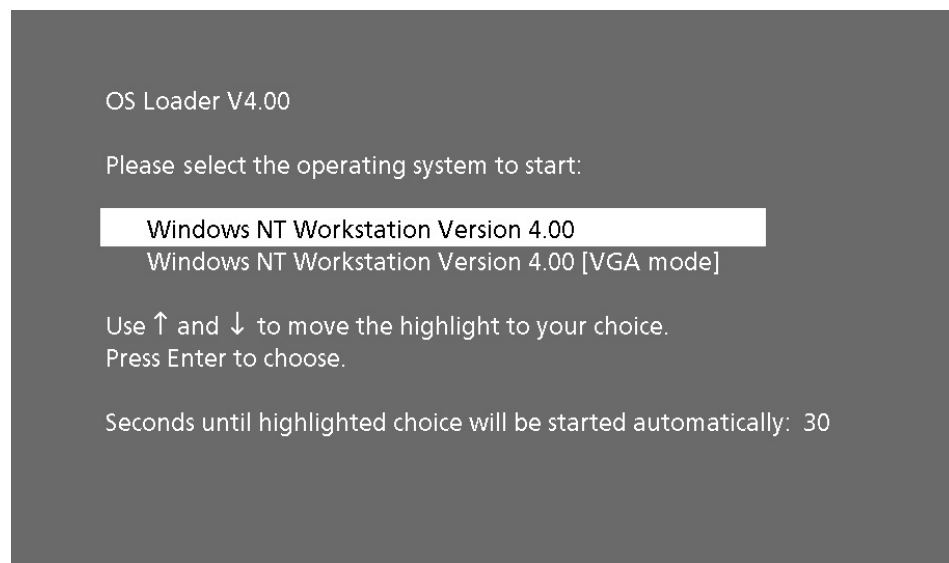 OS Loader V4.00
Please select the operating system to start:
Windows NT Workstation Version 4.00
Windows NT Workstation Version 4.00 [VGA mode]
Use ↑ and ↓ to move the highlight to your choice.
Press Enter to choose.
Seconds until highlighted choice will be started automatically: 30